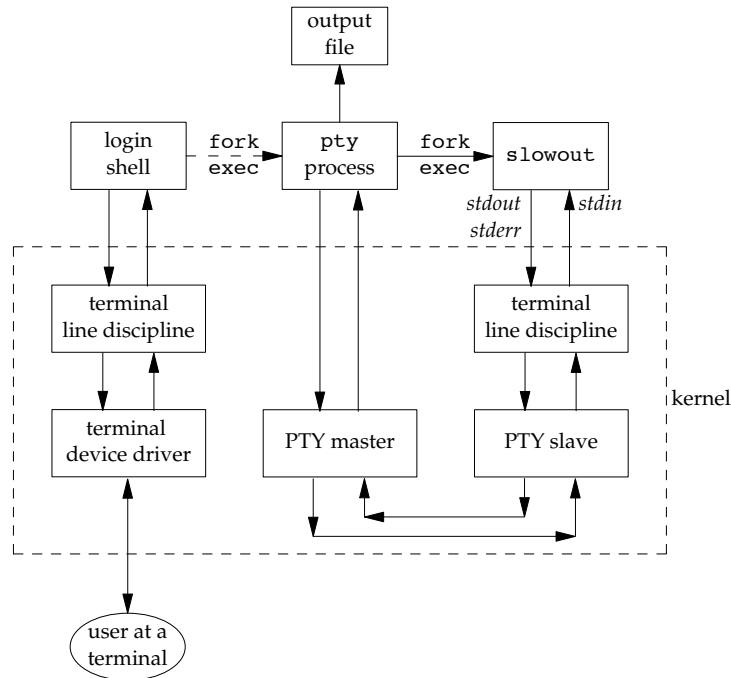 output
file
login
shell
fork
exec
pty
process
fork
exec
slowout
stdout
stderr
stdin
terminal
line discipline
terminal
line discipline
kernel
terminal
device driver
PTY master
PTY slave
user at a
terminal